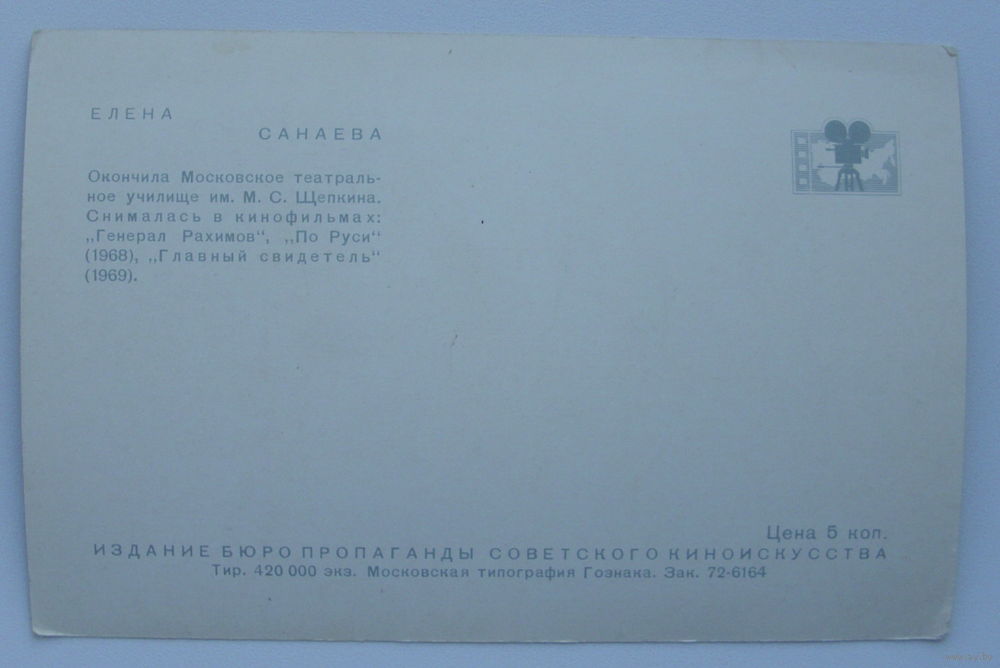 ЕЛЕНА
САНАЕВА
Окончила Московское театраль-
ное училище им. М. С. Щепкина.
Снималась в кинофильмах:
„Генерал Рахимов“, „По Руси“
(1968), „Главный свидетель“
(1969).
Цена 5 коп.
ИЗДАНИЕ БЮРО ПРОПАГАНДЫ СОВЕТСКОГО КИНОИСКУССТВА
Тир. 420 000 экз. Московская типография Гознака. Зак. 72-6164